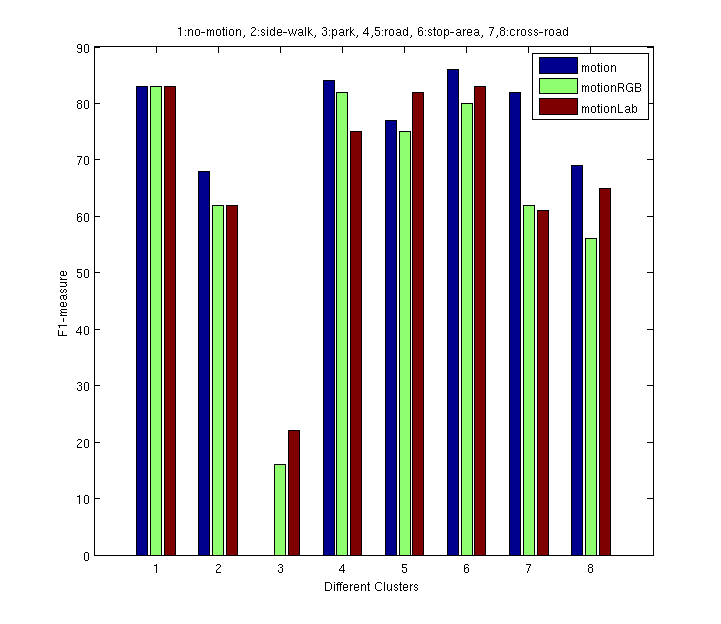 1:no-motion, 2:side-walk, 3:park, 4,5:road, 6:stop-area, 7,8:cross-road
90
80
70
60
50
40
30
20
10
0
motion
motionRGB
motionLab
F1-measure
1 2 3 4 5 6 7 8
Different Clusters